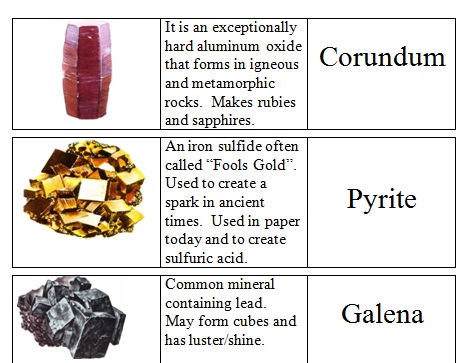 It is an exceptionally
hard aluminum oxide
that forms in igneous
and metamorphic
rocks. Makes rubies
and sapphires.
Corundum
An iron sulfide often
called “Fools Gold”.
Used to create a
spark in ancient
times. Used in paper
today and to create
sulfuric acid.
Pyrite
Common mineral
containing lead.
May form cubes and
has luster/shine.
Galena